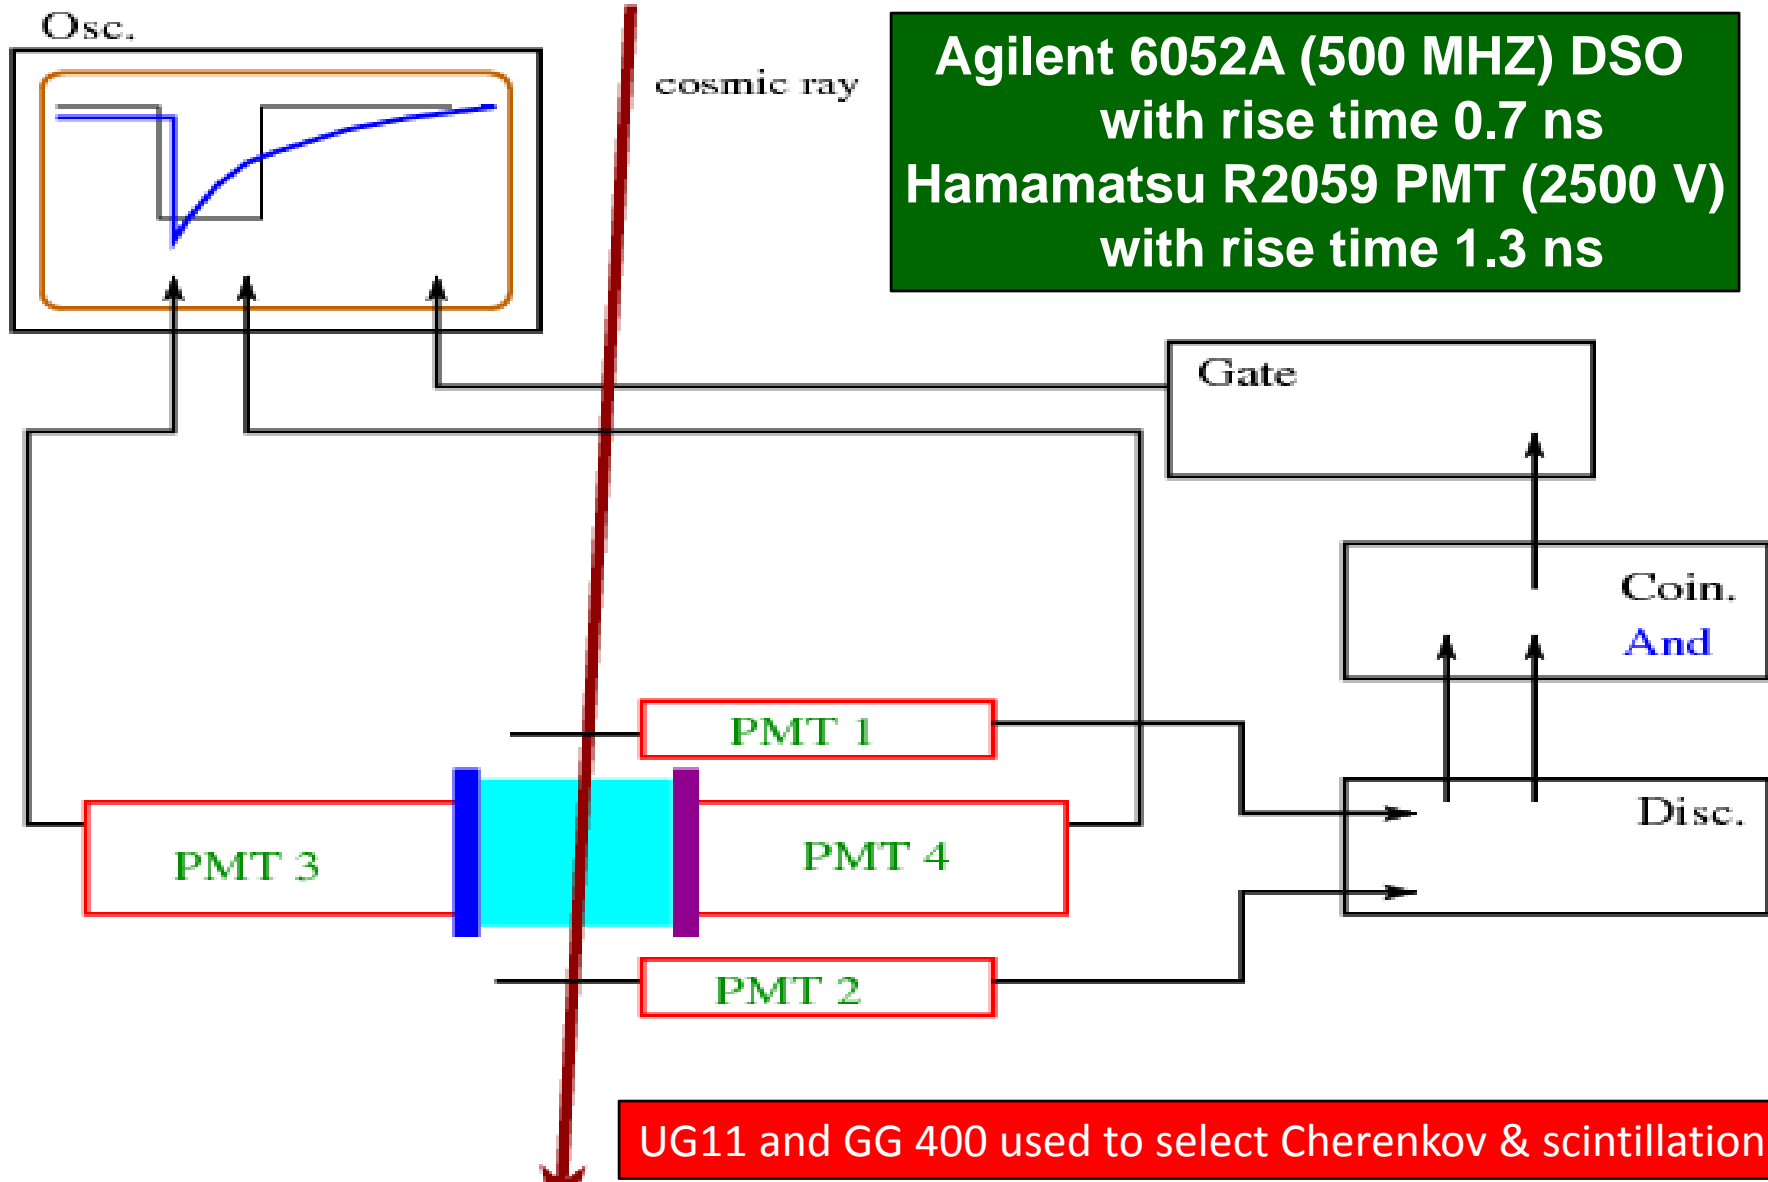 Osc.
cosmic ray
Agilent 6052A (500 MHZ) DSO
with rise time 0.7 ns
Hamamatsu R2059 PMT (2500 V)
with rise time 1.3 ns
Gate
Coin.
And
PMT 1
Disc.
PMT 3
PMT 4
PMT 2
UG11 and GG 400 used to select Cherenkov & scintillation